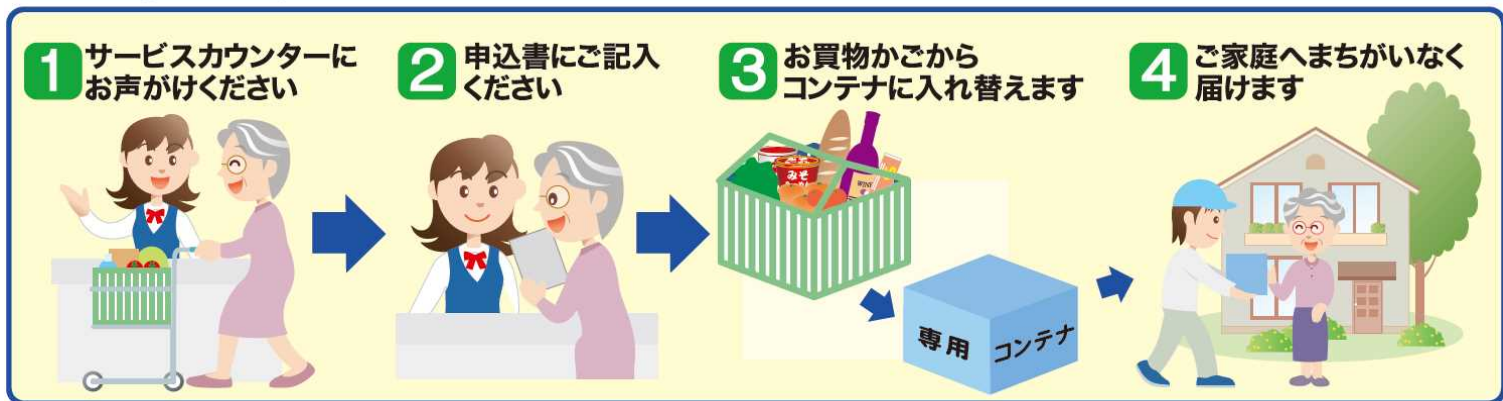 1 サービスカウンターに
お声がけください
2 申込書にご記入
ください
3 お買物かごから
コンテナに入れ替えます
みそ
WINE
専用 コンテナ
4 ご家庭へまちがいなく
届けます